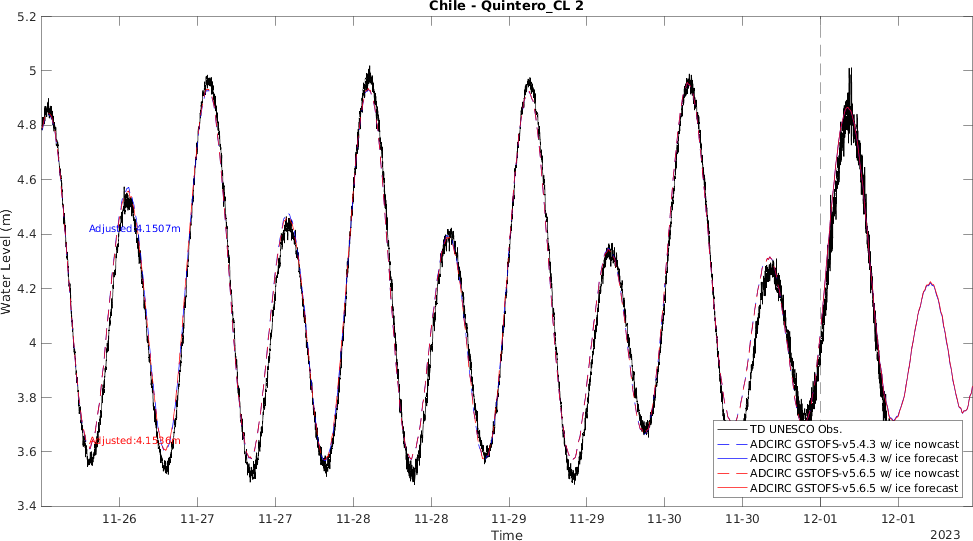 Chile - Quintero_CL 2
5.2
5
4.8
4.6
4.4
4.2
4
3.8
3.6
3.4
Water Level (m)
Adjusted:4.1507m
Adjusted:4.1536m
TD UNESCO Obs.
ADCIRC GSTOFS-v5.4.3 w/ ice nowcast
ADCIRC GSTOFS-v5.4.3 w/ ice forecast
ADCIRC GSTOFS-v5.6.5 w/ ice nowcast
ADCIRC GSTOFS-v5.6.5 w/ ice forecast
11-26 11-27 11-27 11-28 11-28 11-29 11-29 11-30 11-30 12-01 12-01
Time
2023